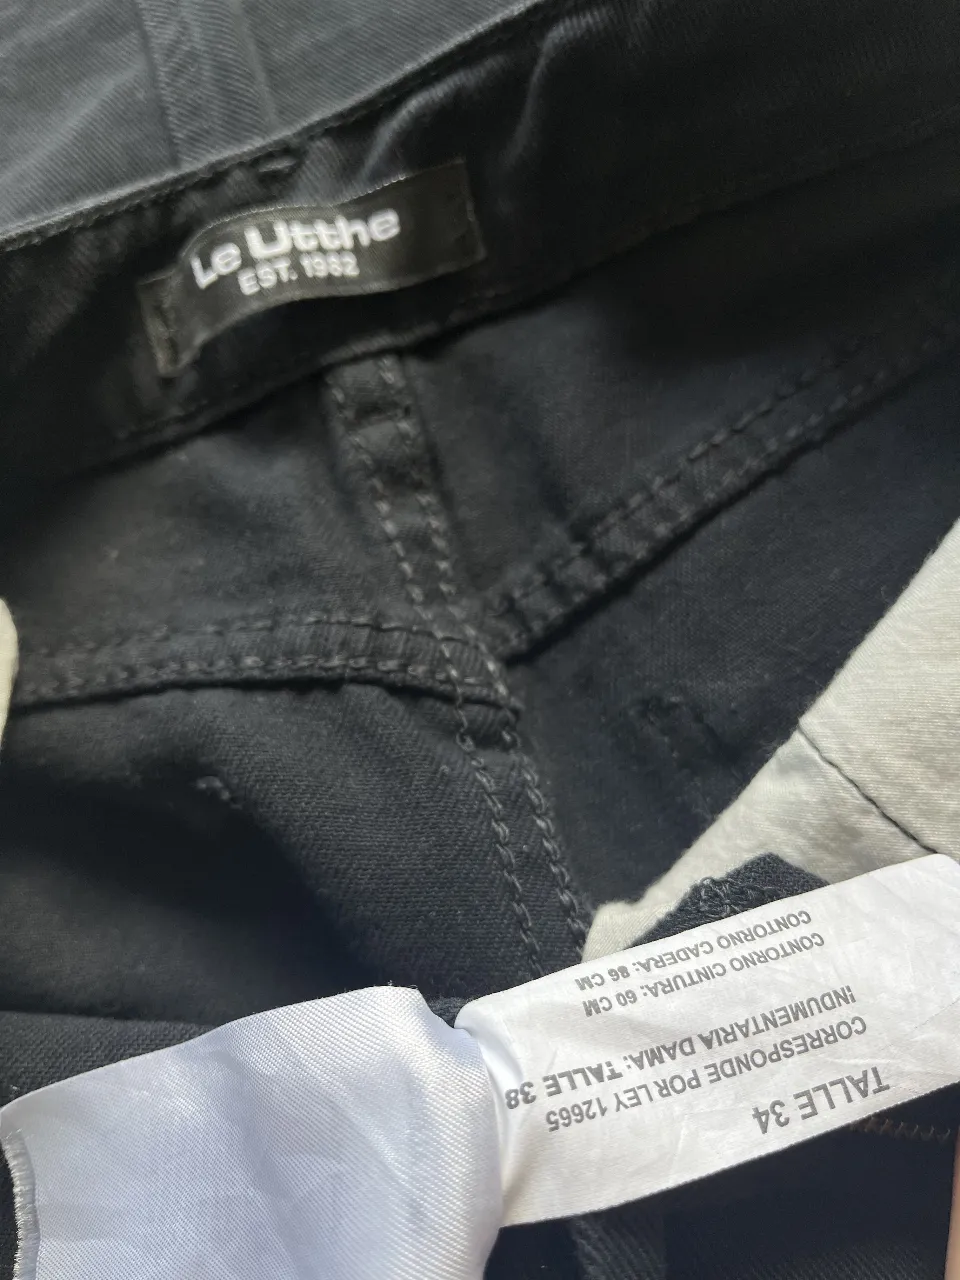 Le Utthe
EST. 1982
TALLE 34
CORRESPONDE POR LEY 12665
INDUMENTARIA DAMA: TALLE 38
CONTORNO CINTURA: 60 CM
CONTORNO CADERA: 86 CM